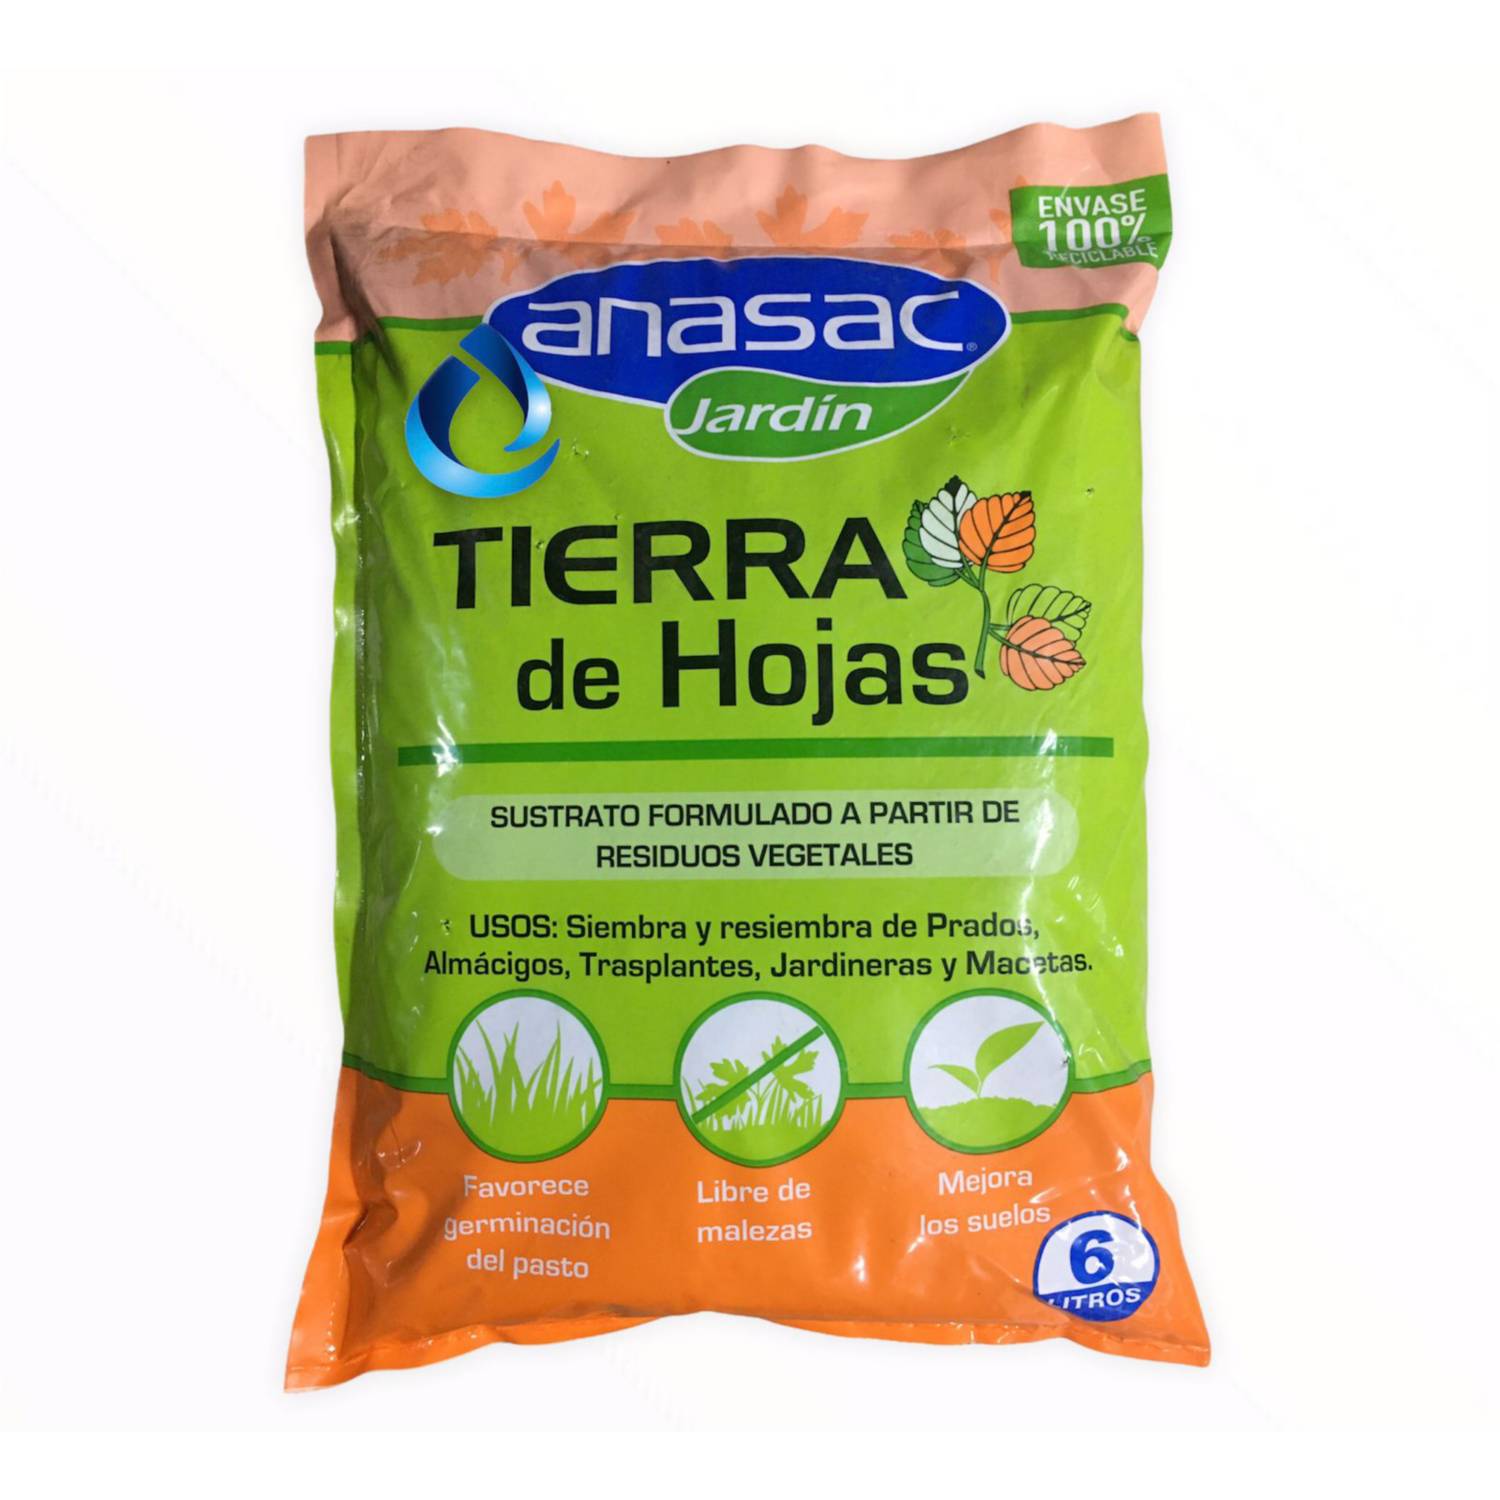 ENVASE
100%
RECICLABLE
anasac®
Jardín
TIERRA
de Hojas
SUSTRATO FORMULADO A PARTIR DE
RESIDUOS VEGETALES
USOS: Siembra y resiembra de Prados,
Almácigos, Trasplantes, Jardineras y Macetas.
Favorece
germinación
del pasto
Libre de
malezas
Mejora
los suelos
6
LITROS